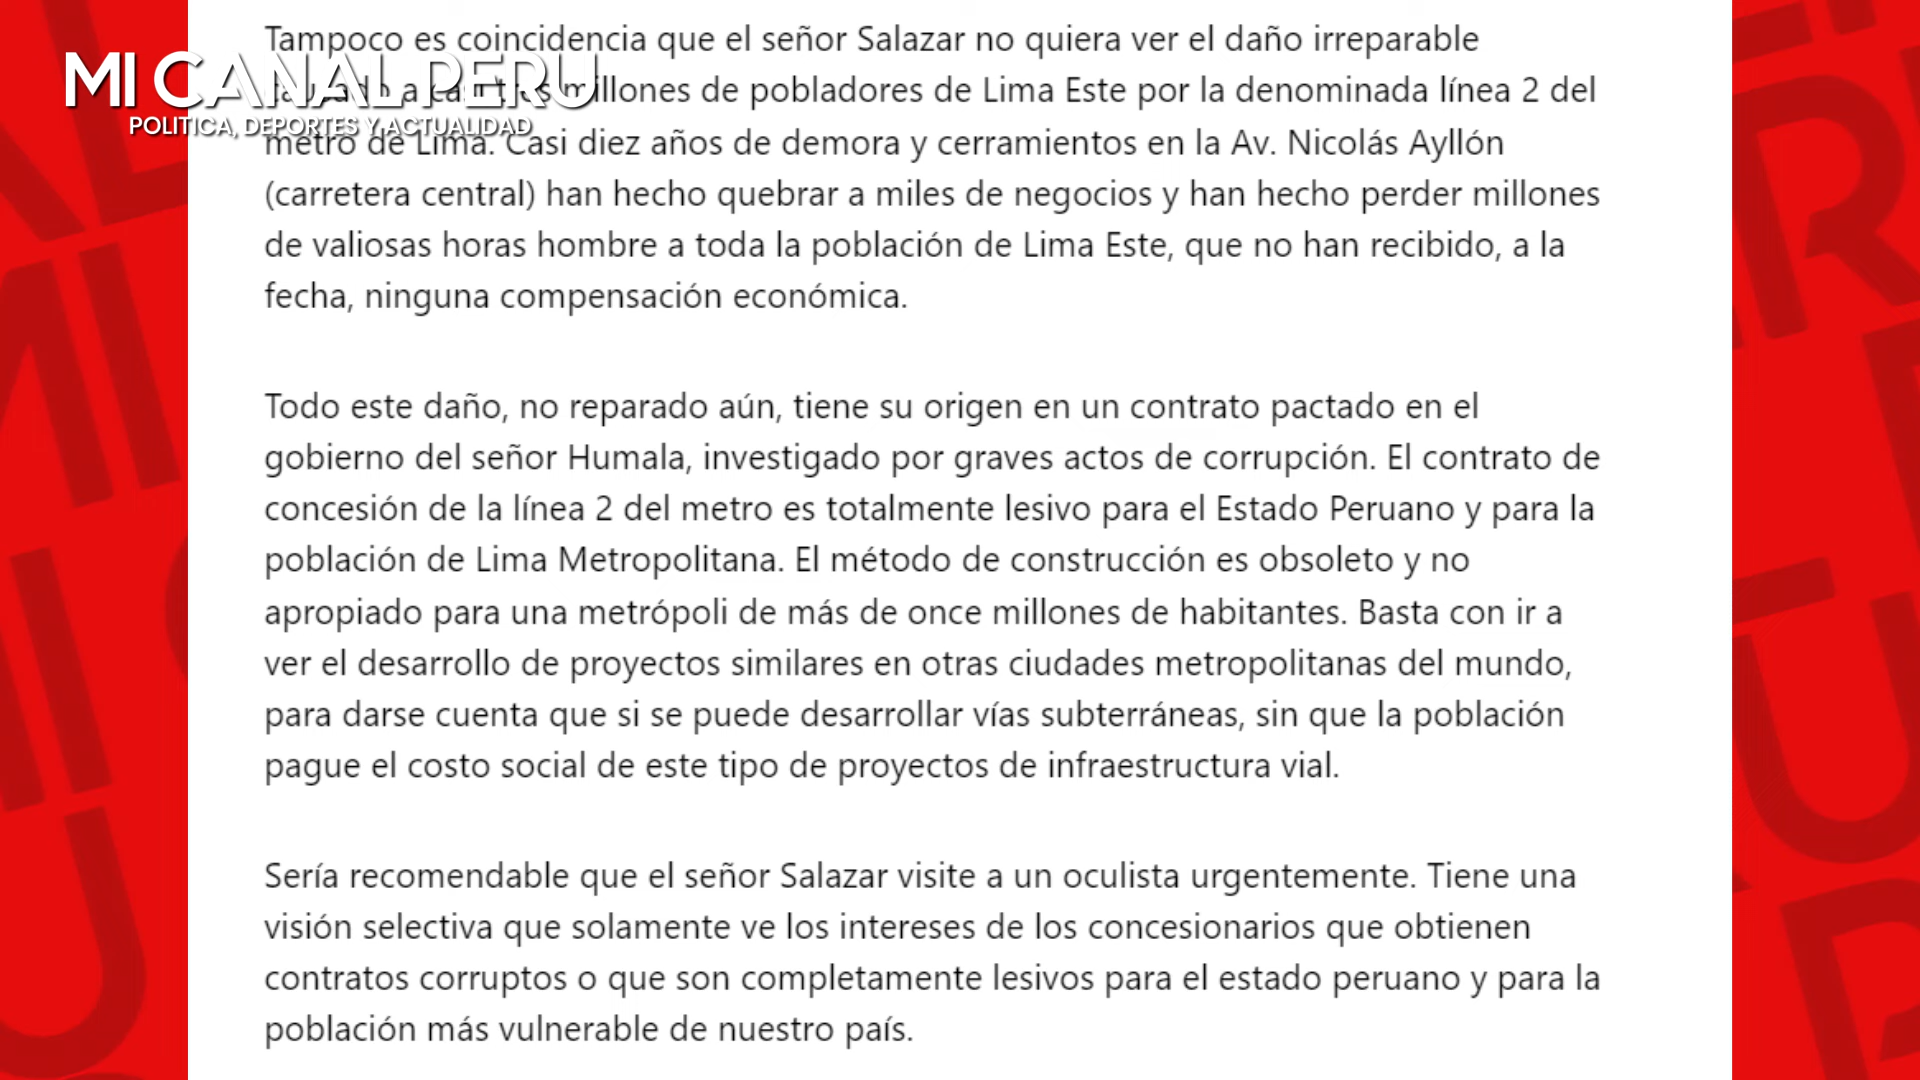 MI CANAL PERU
POLITICA, DEPORTES Y ACTUALIDAD
Tampoco es coincidencia que el señor Salazar no quiera ver el daño irreparable
causado a casi tres millones de pobladores de Lima Este por la denominada línea 2 del
metro de Lima. Casi diez años de demora y cerramientos en la Av. Nicolás Ayllón
(carretera central) han hecho quebrar a miles de negocios y han hecho perder millones
de valiosas horas hombre a toda la población de Lima Este, que no han recibido, a la
fecha, ninguna compensación económica.
Todo este daño, no reparado aún, tiene su origen en un contrato pactado en el
gobierno del señor Humala, investigado por graves actos de corrupción. El contrato de
concesión de la línea 2 del metro es totalmente lesivo para el Estado Peruano y para la
población de Lima Metropolitana. El método de construcción es obsoleto y no
apropiado para una metrópoli de más de once millones de habitantes. Basta con ir a
ver el desarrollo de proyectos similares en otras ciudades metropolitanas del mundo,
para darse cuenta que si se puede desarrollar vías subterráneas, sin que la población
pague el costo social de este tipo de proyectos de infraestructura vial.
Sería recomendable que el señor Salazar visite a un oculista urgentemente. Tiene una
visión selectiva que solamente ve los intereses de los concesionarios que obtienen
contratos corruptos o que son completamente lesivos para el estado peruano y para la
población más vulnerable de nuestro país.